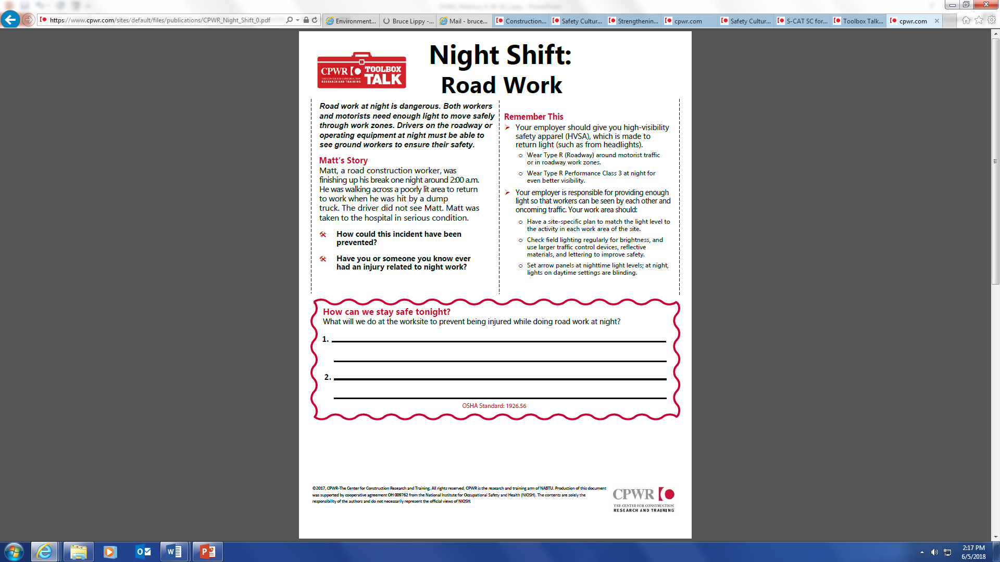 https://www.cpwr.com/sites/default/files/publications/CPWR_Night_Shift_0.pdf
Environment...
Bruce Lippy -...
Mail - bruce...
Construction...
Safety Cultur...
Strengthenin...
cpwr.com
Safety Cultur...
S-CAT SC for...
Toolbox Talk...
cpwr.com
CPWR TOOLBOX
THE CENTER FOR CONSTRUCTION
RESEARCH AND TRAINING
TALK
Night Shift:
Road Work
Road work at night is dangerous. Both workers
and motorists need enough light to move safely
through work zones. Drivers on the roadway or
operating equipment at night must be able to
see ground workers to ensure their safety.
Matt's Story
Matt, a road construction worker, was
finishing up his break one night around 2:00 a.m.
He was walking across a poorly lit area to return
to work when he was hit by a dump
truck. The driver did not see Matt. Matt was
taken to the hospital in serious condition.
How could this incident have been
prevented?
Have you or someone you know ever
had an injury related to night work?
Remember This
Your employer should give you high-visibility
safety apparel (HVSA), which is made to
return light (such as from headlights).
o Wear Type R (Roadway) around motorist traffic
or in roadway work zones.
o Wear Type R Performance Class 3 at night for
even better visibility.
Your employer is responsible for providing enough
light so that workers can be seen by each other and
oncoming traffic. Your work area should:
o Have a site-specific plan to match the light level to
the activity in each work area of the site.
o Check field lighting regularly for brightness, and
use larger traffic control devices, reflective
materials, and lettering to improve safety.
o Set arrow panels at nighttime light levels; at night,
lights on daytime settings are blinding.
How can we stay safe tonight?
What will we do at the worksite to prevent being injured while doing road work at night?
1.
2.
OSHA Standard: 1926.56
©2017, CPWR-The Center for Construction Research and Training. All rights reserved. CPWR is the research and training arm of NABTU. Production of this document
was supported by cooperative agreement OH 009762 from the National Institute for Occupational Safety and Health (NIOSH). The contents are solely the
responsibility of the authors and do not necessarily represent the official views of NIOSH.
CPWR
THE CENTER FOR CONSTRUCTION
RESEARCH AND TRAINING
2:17 PM
6/5/2018